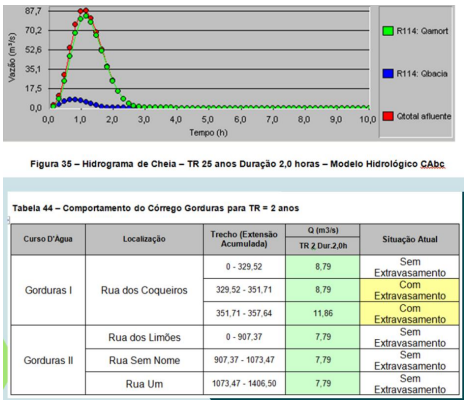 87,7
70,2
52,6
35,1
17,5
0,0
Vazão (m³/s)
0,0 1,0 2,0 3,0 4,0 5,0 6,0 7,0 8,0 9,0 10,0
Tempo (h)
R114: Qamort
R114: Qbacia
Qtotal afluente
Figura 35 – Hidrograma de Cheia – TR 25 anos Duração 2,0 horas – Modelo Hidrológico CAbc
Tabela 44 – Comportamento do Córrego Gorduras para TR = 2 anos
Curso D'Água Localização Trecho (Extensão Acumulada) Q (m3/s) Situação Atual
TR 2 Dur.2,0h
Gorduras I Rua dos Coqueiros 0 - 329,52 8,79 Sem Extravasamento
329,52 - 351,71 8,79 Com Extravasamento
351,71 - 357,64 11,86 Com Extravasamento
Gorduras II Rua dos Limões 0 - 907,37 7,79 Sem Extravasamento
Rua Sem Nome 907,37 - 1073,47 7,79 Sem Extravasamento
Rua Um 1073,47 - 1406,50 7,79 Sem Extravasamento